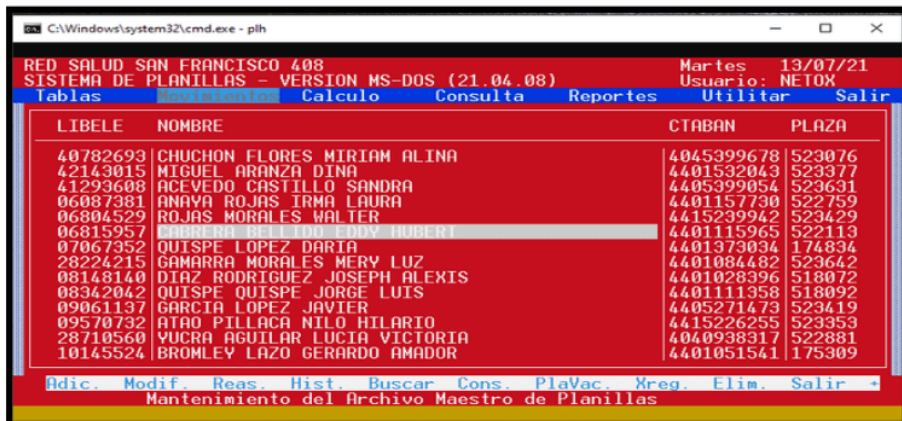 C:\Windows\system32\cmd.exe - plh
RED SALUD SAN FRANCISCO 408 Martes 13/07/21
SISTEMA DE PLANILLAS - VERSION MS-DOS (21.04.08) Usuario: NETOX
Tablas Movimientos Calculo Consulta Reportes Utilitar Salir
LIBELE NOMBRE CTABAN PLAZA
40782693 CHUCHON FLORES MIRIAM ALINA 4045399678 523076
42143015 MIGUEL ARANZA DINA 4401532043 523377
41293608 ACEVEDO CASTILLO SANDRA 4405399054 523631
06087381 ANAYA ROJAS IRMA LAURA 4401157730 522759
06804529 ROJAS MORALES WALTER 4415239942 523429
06815957 CABRERA BELLIDO EDDY HUBERT 4401115965 522113
07067352 QUISPE LOPEZ DARIA 4401373034 174834
28224215 GAMARRA MORALES MERY LUZ 4401084482 523642
08148140 DIAZ RODRIGUEZ JOSEPH ALEXIS 4401028396 518072
08342042 QUISPE QUISPE JORGE LUIS 4401111358 518092
09061137 GARCIA LOPEZ JAVIER 4405271473 523419
09570732 ATAO PILLACA NILO HILARIO 4415226255 523353
28710560 YUCRA AGUILAR LUCIA VICTORIA 4040938317 522881
10145524 BROMLEY LAZO GERARDO AMADOR 4401051541 175309
Adic. Modif. Reas. Hist. Buscar Cons. PlaVac. Xreg. Elim. Salir
Mantenimiento del Archivo Maestro de Planillas